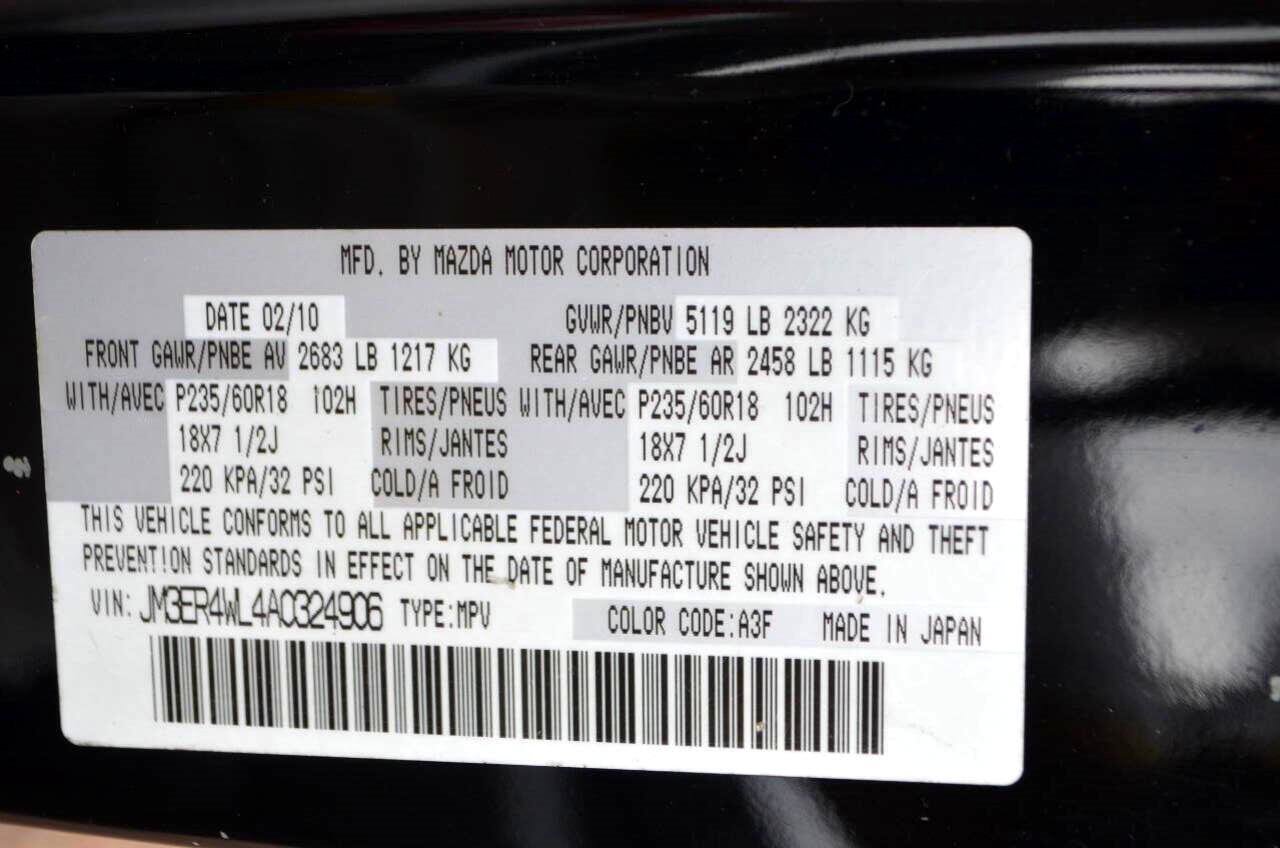 MFD. BY MAZDA MOTOR CORPORATION
DATE 02/10 GVWR/PNBV 5119 LB 2322 KG
FRONT GAWR/PNBE AV 2683 LB 1217 KG REAR GAWR/PNBE AR 2458 LB 1115 KG
WITH/AVEC P235/60R18 102H TIRES/PNEUS WITH/AVEC P235/60R18 102H TIRES/PNEUS
18X7 1/2J RIMS/JANTES 18X7 1/2J RIMS/JANTES
220 KPA/32 PSI COLD/A FROID 220 KPA/32 PSI COLD/A FROID
THIS VEHICLE CONFORMS TO ALL APPLICABLE FEDERAL MOTOR VEHICLE SAFETY AND THEFT
PREVENTION STANDARDS IN EFFECT ON THE DATE OF MANUFACTURE SHOWN ABOVE.
VIN: JM3ER4WL4A0324906 TYPE:MPV COLOR CODE:A3F MADE IN JAPAN